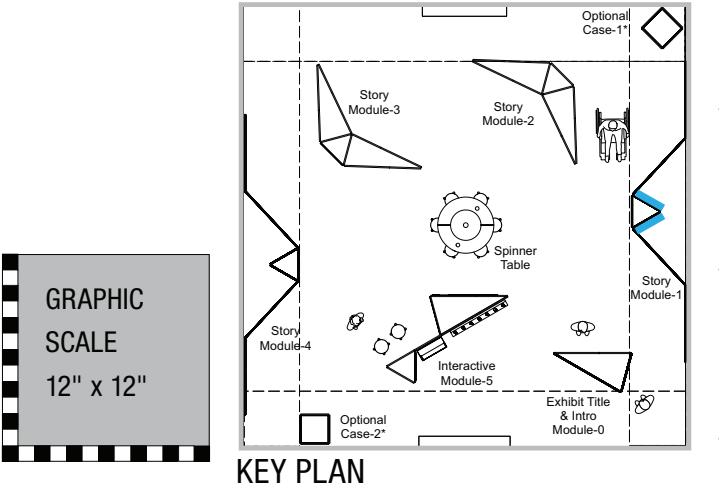 Optional
Case-1*
Story
Module-3
Story
Module-2
Spinner
Table
Story
Module-1
GRAPHIC
SCALE
12" x 12"
Story
Module-4
Interactive
Module-5
Exhibit Title
& Intro
Module-0
Optional
Case-2*
KEY PLAN